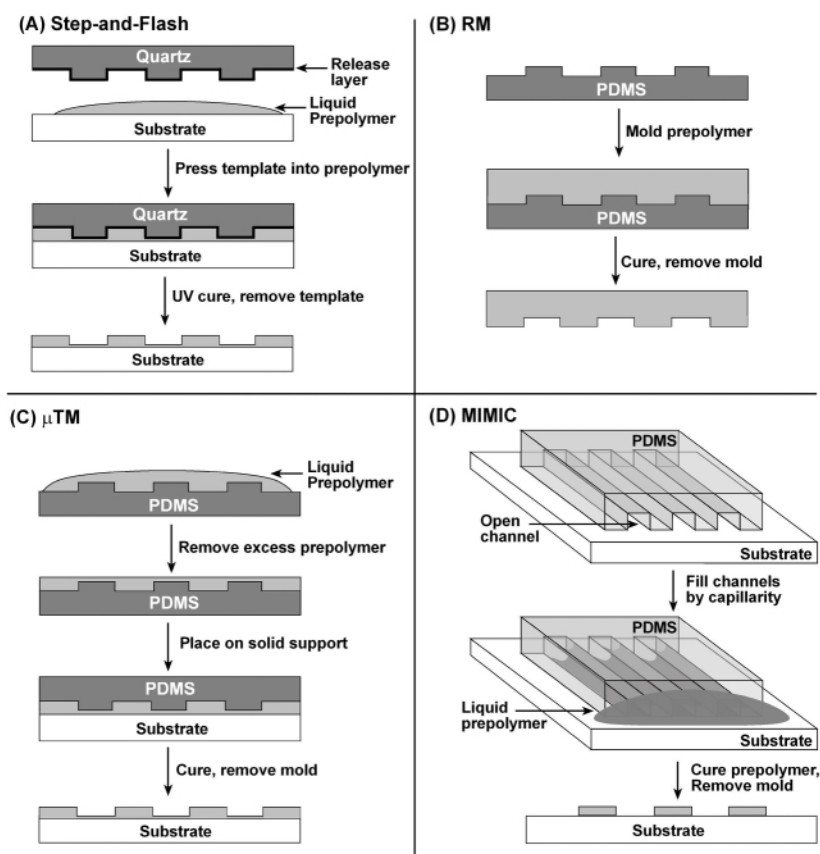 (A) Step-and-Flash
Quartz
Release
layer
Liquid
Prepolymer
Substrate
Press template into prepolymer
Quartz
Substrate
UV cure, remove template
Substrate
(B) RM
PDMS
Mold prepolymer
PDMS
Cure, remove mold
(C) μTM
Liquid
Prepolymer
PDMS
Remove excess prepolymer
PDMS
Place on solid support
PDMS
Cure, remove mold
Substrate
(D) MIMIC
PDMS
Open
channel
Substrate
Fill channels
by capillarity
PDMS
Liquid
prepolymer
Substrate
Cure prepolymer,
Remove mold
Substrate